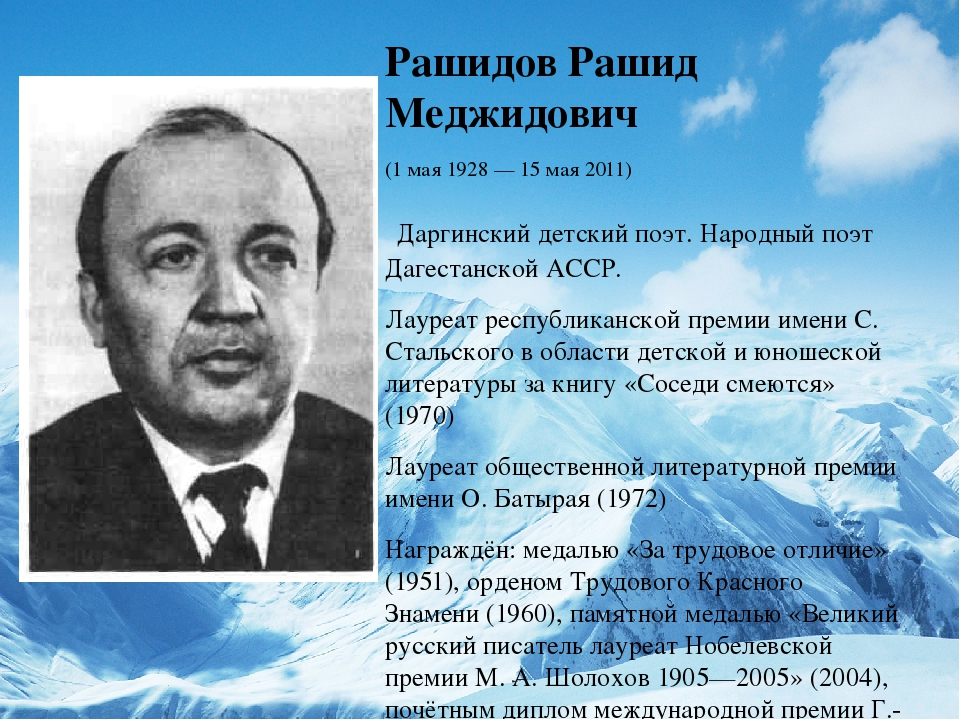 Рашидов Рашид
Меджидович
(1 мая 1928 — 15 мая 2011)
Даргинский детский поэт. Народный поэт
Дагестанской АССР.
Лауреат республиканской премии имени С.
Стальского в области детской и юношеской
литературы за книгу «Соседи смеются»
(1970)
Лауреат общественной литературной премии
имени О. Батырая (1972)
Награждён: медалью «За трудовое отличие»
(1951), орденом Трудового Красного
Знамени (1960), памятной медалью «Великий
русский писатель лауреат Нобелевской
премии М. А. Шолохов 1905—2005» (2004),
почётным диплом международной премии Г.-